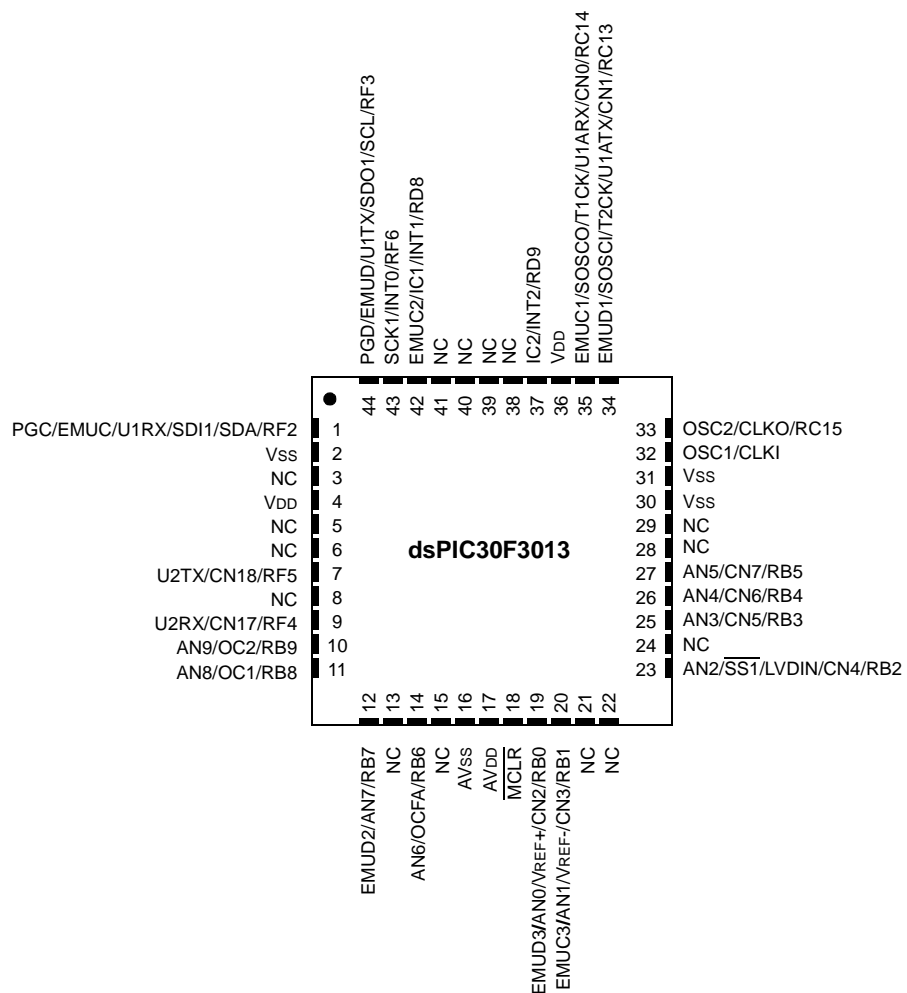 PGD/EMUD/U1TX/SDO1/SCL/RF3
SCK1/INT0/RF6
EMUC2/IC1/INT1/RD8
NC
NC
NC
NC
IC2/INT2/RD9
VDD
EMUC1/SOSCO/T1CK/U1ARX/CN0/RC14
EMUD1/SOSCI/T2CK/U1ATX/CN1/RC13
44
43
42
41
40
39
38
37
36
35
34
PGC/EMUC/U1RX/SDI1/SDA/RF2 1
VSS 2
NC 3
VDD 4
NC 5
NC 6
U2TX/CN18/RF5 7
NC 8
U2RX/CN17/RF4 9
AN9/OC2/RB9 10
AN8/OC1/RB8 11
dsPIC30F3013
33 OSC2/CLKO/RC15
32 OSC1/CLKI
31 VSS
30 VSS
29 NC
28 NC
27 AN5/CN7/RB5
26 AN4/CN6/RB4
25 AN3/CN5/RB3
24 NC
23 AN2/SS1/LVDIN/CN4/RB2
12
13
14
15
16
17
18
19
20
21
22
EMUD2/AN7/RB7
NC
AN6/OCFA/RB6
NC
AVSS
AVDD
MCLR
EMUD3/AN0/VREF+/CN2/RB0
EMUC3/AN1/VREF-/CN3/RB1
NC
NC